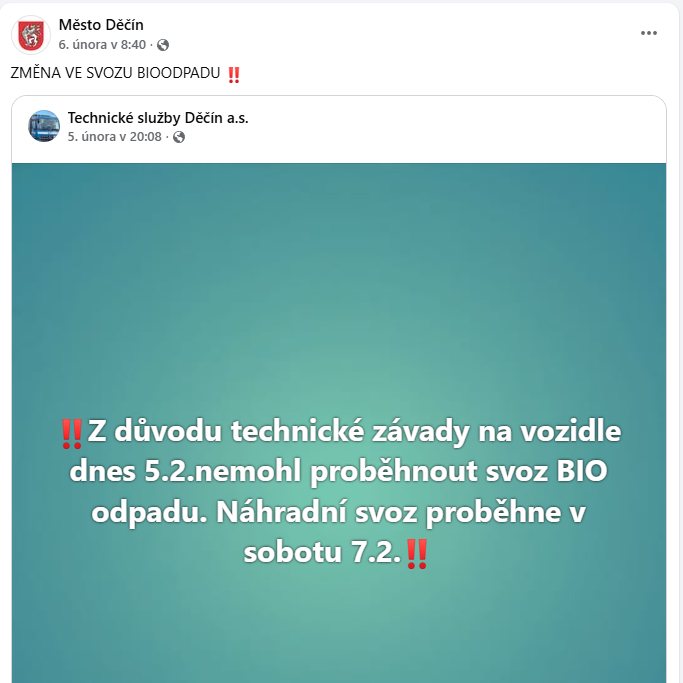 Město Děčín
6. února v 8:40 ·
ZMĚNA VE SVOZU BIOODPADU ‼️
Technické služby Děčín a.s.
5. února v 20:08 ·
‼️Z důvodu technické závady na vozidle
dnes 5.2.nemohl proběhnout svoz BIO
odpadu. Náhradní svoz proběhne v
sobotu 7.2.‼️